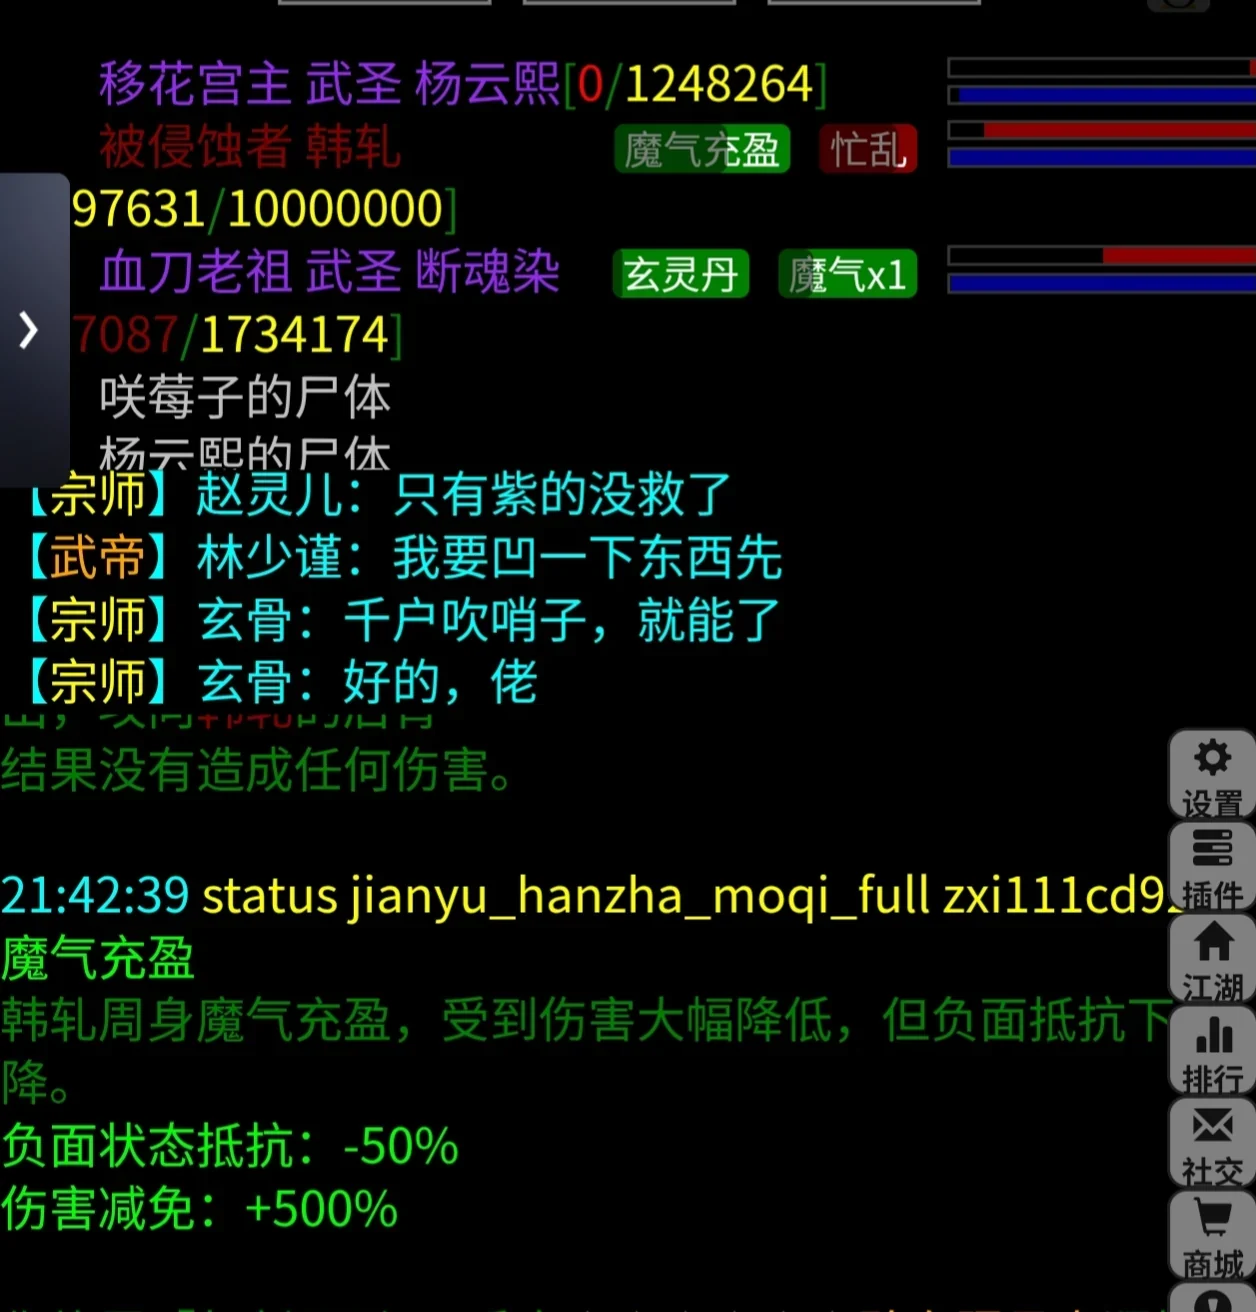 移花宫主 武圣 杨云熙[0/1248264]
被侵蚀者 韩轧 魔气充盈 忙乱
97631/10000000]
血刀老祖 武圣 断魂染 玄灵丹 魔气x1
7087/1734174]
咲莓子的尸体
杨云熙的尸体
【宗师】赵灵儿：只有紫的没救了
【武帝】林少谨：我要凹一下东西先
【宗师】玄骨：千户吹哨子，就能了
【宗师】玄骨：好的，佬
结果没有造成任何伤害。
设置
21:42:39 status jianyu_hanzha_moqi_full zxi111cd9
插件
魔气充盈
江湖
韩轧周身魔气充盈，受到伤害大幅降低，但负面抵抗下
降。
排行
负面状态抵抗：-50%
社交
伤害减免：+500%
商城